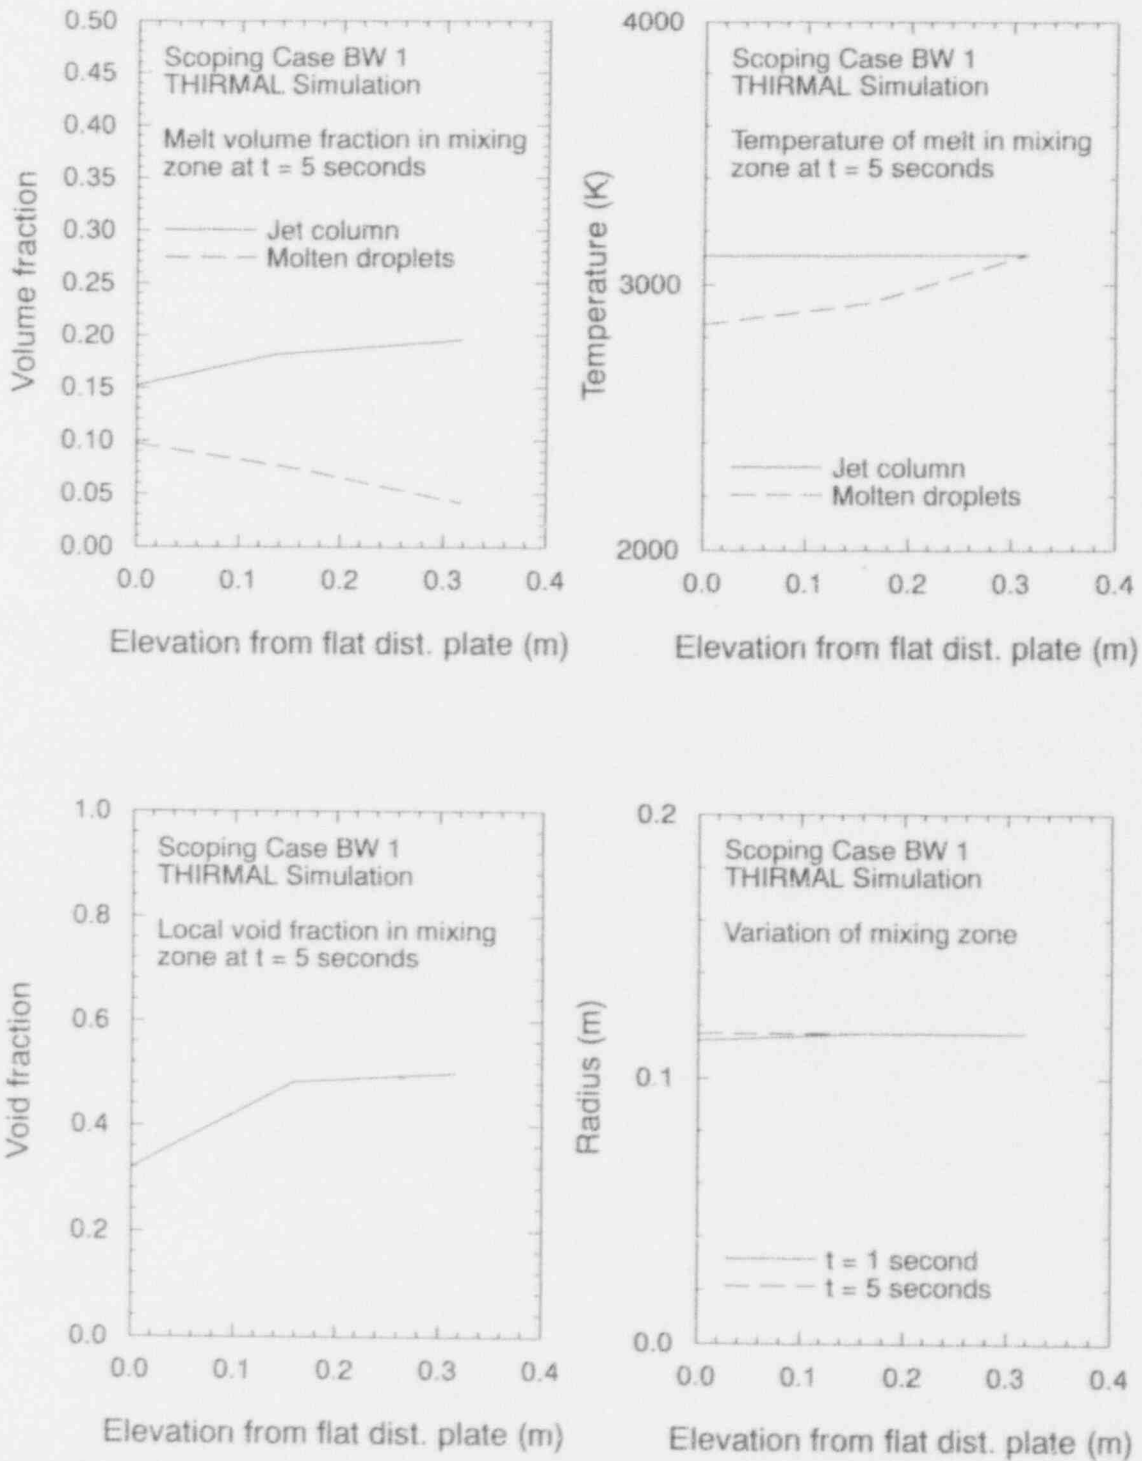 Scoping Case BW 1
THIRMAL Simulation
Melt volume fraction in mixing
zone at t = 5 seconds
Jet column
Molten droplets
Volume fraction
0.50
0.45
0.40
0.35
0.30
0.25
0.20
0.15
0.10
0.05
0.00
0.0 0.1 0.2 0.3 0.4
Elevation from flat dist. plate (m)
Scoping Case BW 1
THIRMAL Simulation
Temperature of melt in mixing
zone at t = 5 seconds
Jet column
Molten droplets
Temperature (K)
4000
3000
2000
0.0 0.1 0.2 0.3 0.4
Elevation from flat dist. plate (m)
Scoping Case BW 1
THIRMAL Simulation
Local void fraction in mixing
zone at t = 5 seconds
Void fraction
1.0
0.8
0.6
0.4
0.2
0.0
0.0 0.1 0.2 0.3 0.4
Elevation from flat dist. plate (m)
Scoping Case BW 1
THIRMAL Simulation
Variation of mixing zone
t = 1 second
t = 5 seconds
Radius (m)
0.2
0.1
0.0
0.0 0.1 0.2 0.3 0.4
Elevation from flat dist. plate (m)